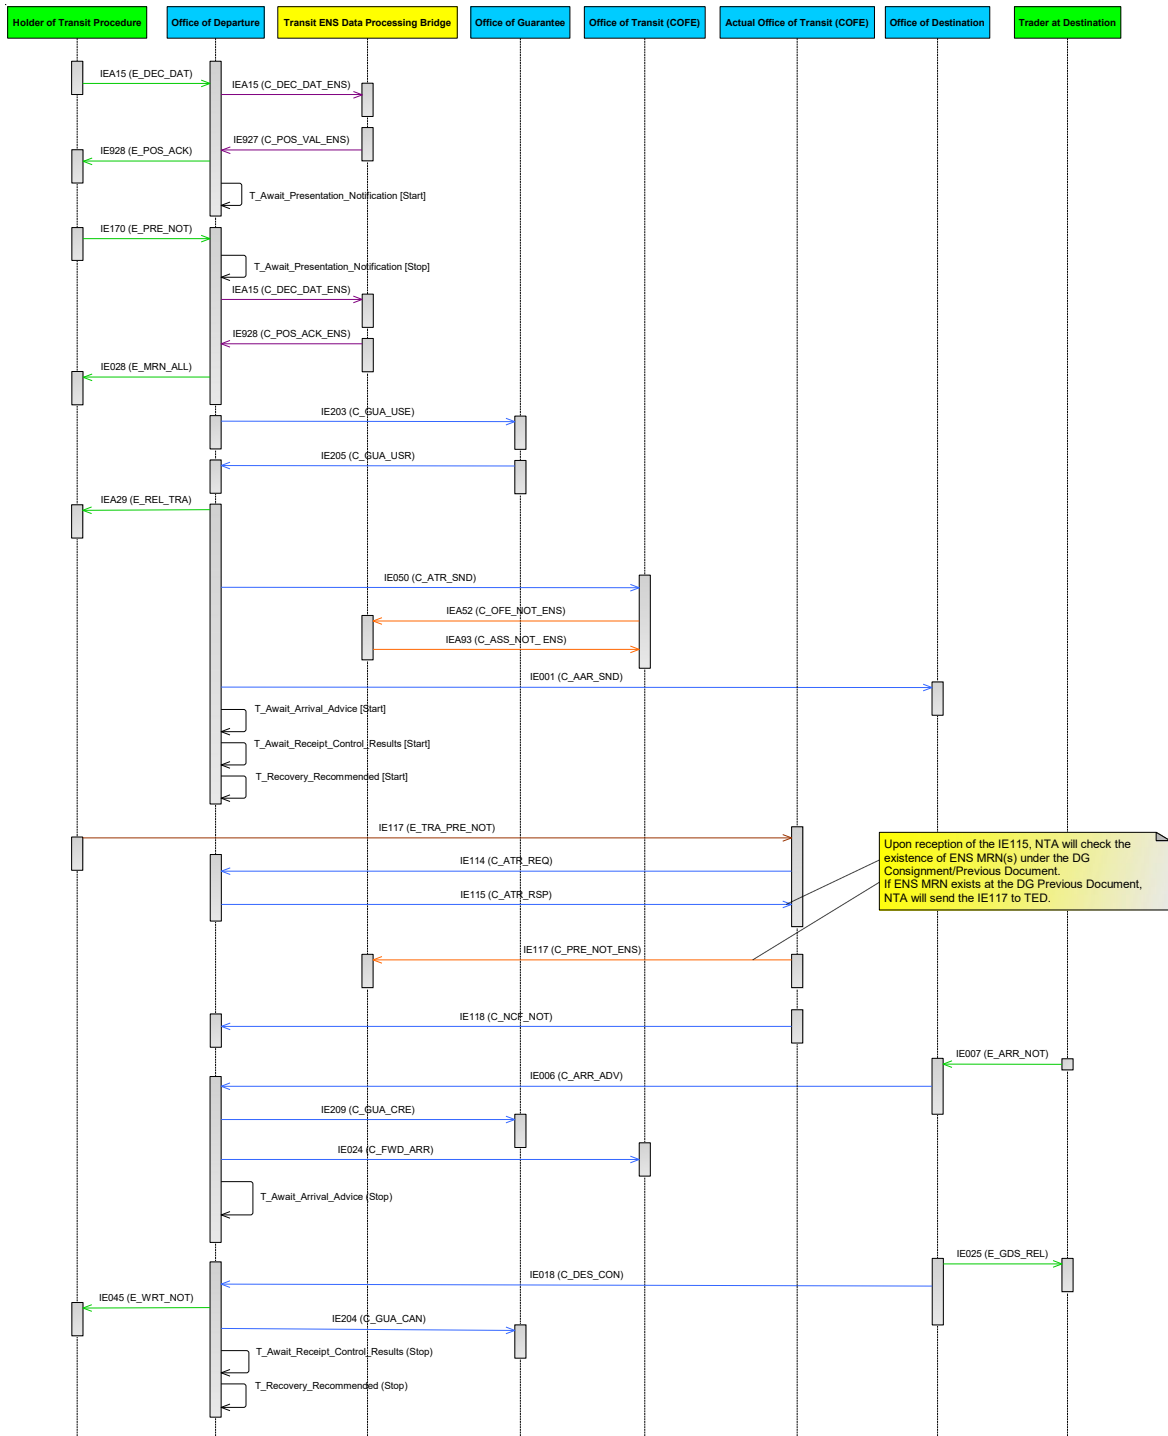 Holder of Transit Procedure
Office of Departure
Transit ENS Data Processing Bridge
Office of Guarantee
Office of Transit (COFE)
Actual Office of Transit (COFE)
Office of Destination
Trader at Destination
IEA15 (E_DEC_DAT)
IEA15 (C_DEC_DAT_ENS)
IE927 (C_POS_VAL_ENS)
IE928 (E_POS_ACK)
T_Await_Presentation_Notification [Start]
IE170 (E_PRE_NOT)
T_Await_Presentation_Notification [Stop]
IEA15 (C_DEC_DAT_ENS)
IE928 (C_POS_ACK_ENS)
IE028 (E_MRN_ALL)
IE203 (C_GUA_USE)
IE205 (C_GUA_USR)
IEA29 (E_REL_TRA)
IE050 (C_ATR_SND)
IEA52 (C_OFE_NOT_ENS)
IEA93 (C_ASS_NOT_ ENS)
IE001 (C_AAR_SND)
T_Await_Arrival_Advice [Start]
T_Await_Receipt_Control_Results [Start]
T_Recovery_Recommended [Start]
IE117 (E_TRA_PRE_NOT)
Upon reception of the IE115, NTA will check the
existence of ENS MRN(s) under the DG
Consignment/Previous Document.
If ENS MRN exists at the DG Previous Document,
NTA will send the IE117 to TED.
IE114 (C_ATR_REQ)
IE115 (C_ATR_RSP)
IE117 (C_PRE_NOT_ENS)
IE118 (C_NCF_NOT)
IE007 (E_ARR_NOT)
IE006 (C_ARR_ADV)
IE209 (C_GUA_CRE)
IE024 (C_FWD_ARR)
T_Await_Arrival_Advice (Stop)
IE025 (E_GDS_REL)
IE018 (C_DES_CON)
IE045 (E_WRT_NOT)
IE204 (C_GUA_CAN)
T_Await_Receipt_Control_Results (Stop)
T_Recovery_Recommended (Stop)